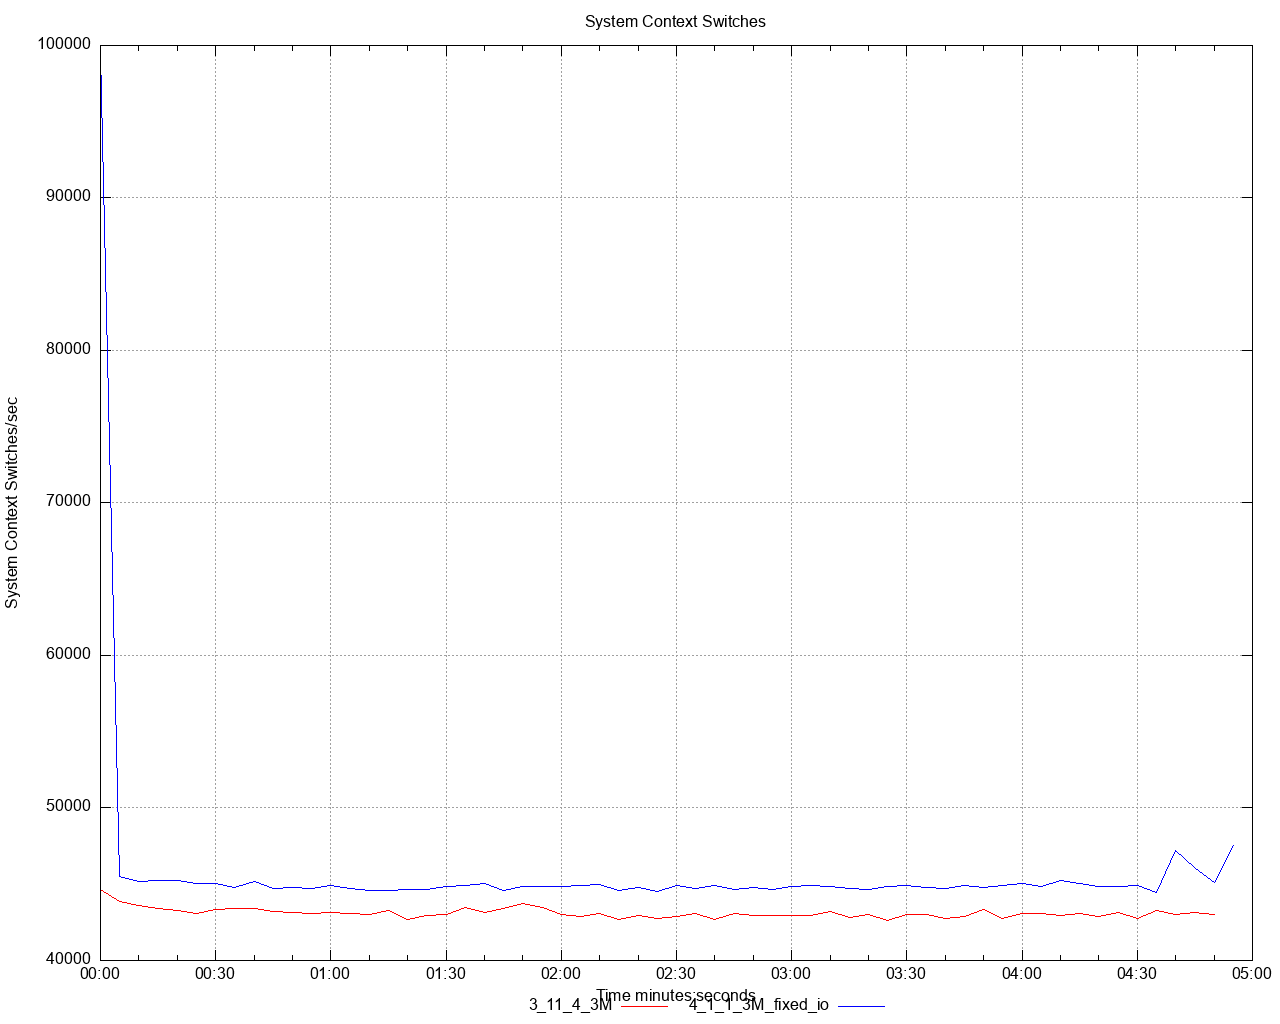 System Context Switches
100000
90000
80000
70000
60000
50000
40000
System Context Switches/sec
00:00 00:30 01:00 01:30 02:00 02:30 03:00 03:30 04:00 04:30 05:00
Time minutes:seconds
3_11_4_3M 4_1_1_3M_fixed_io